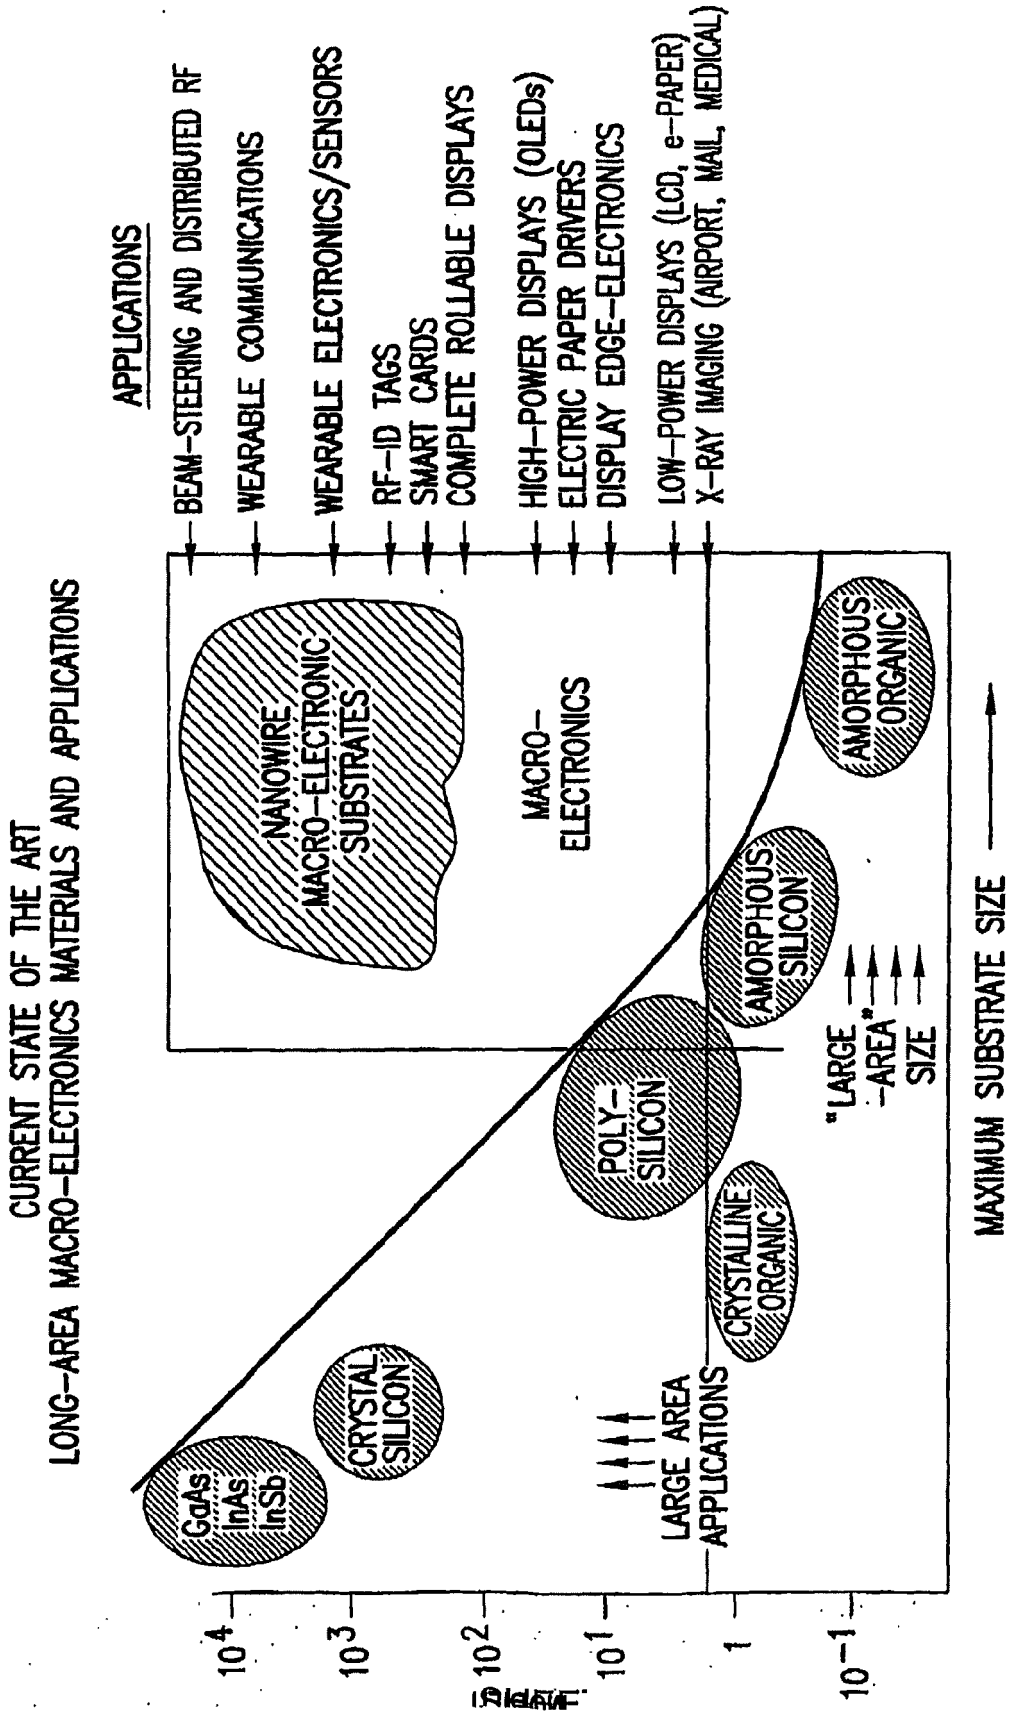 CURRENT STATE OF THE ART
LONG-AREA MACRO-ELECTRONICS MATERIALS AND APPLICATIONS
APPLICATIONS
BEAM-STEERING AND DISTRIBUTED RF
WEARABLE COMMUNICATIONS
WEARABLE ELECTRONICS/SENSORS
RF-ID TAGS
SMART CARDS
COMPLETE ROLLABLE DISPLAYS
HIGH-POWER DISPLAYS (OLEDs)
ELECTRIC PAPER DRIVERS
DISPLAY EDGE-ELECTRONICS
LOW-POWER DISPLAYS (LCD, e-PAPER)
X-RAY IMAGING (AIRPORT, MAIL, MEDICAL)
10⁴
10³
10²
10¹
1
10⁻¹
GaAs
InAs
InSb
CRYSTAL
SILICON
NANOWIRE
MACRO-ELECTRONIC
SUBSTRATES
MACRO-
ELECTRONICS
POLY-
SILICON
LARGE AREA
APPLICATIONS
CRYSTALLINE
ORGANIC
AMORPHOUS
SILICON
AMORPHOUS
ORGANIC
"LARGE
-AREA"
SIZE
MAXIMUM SUBSTRATE SIZE